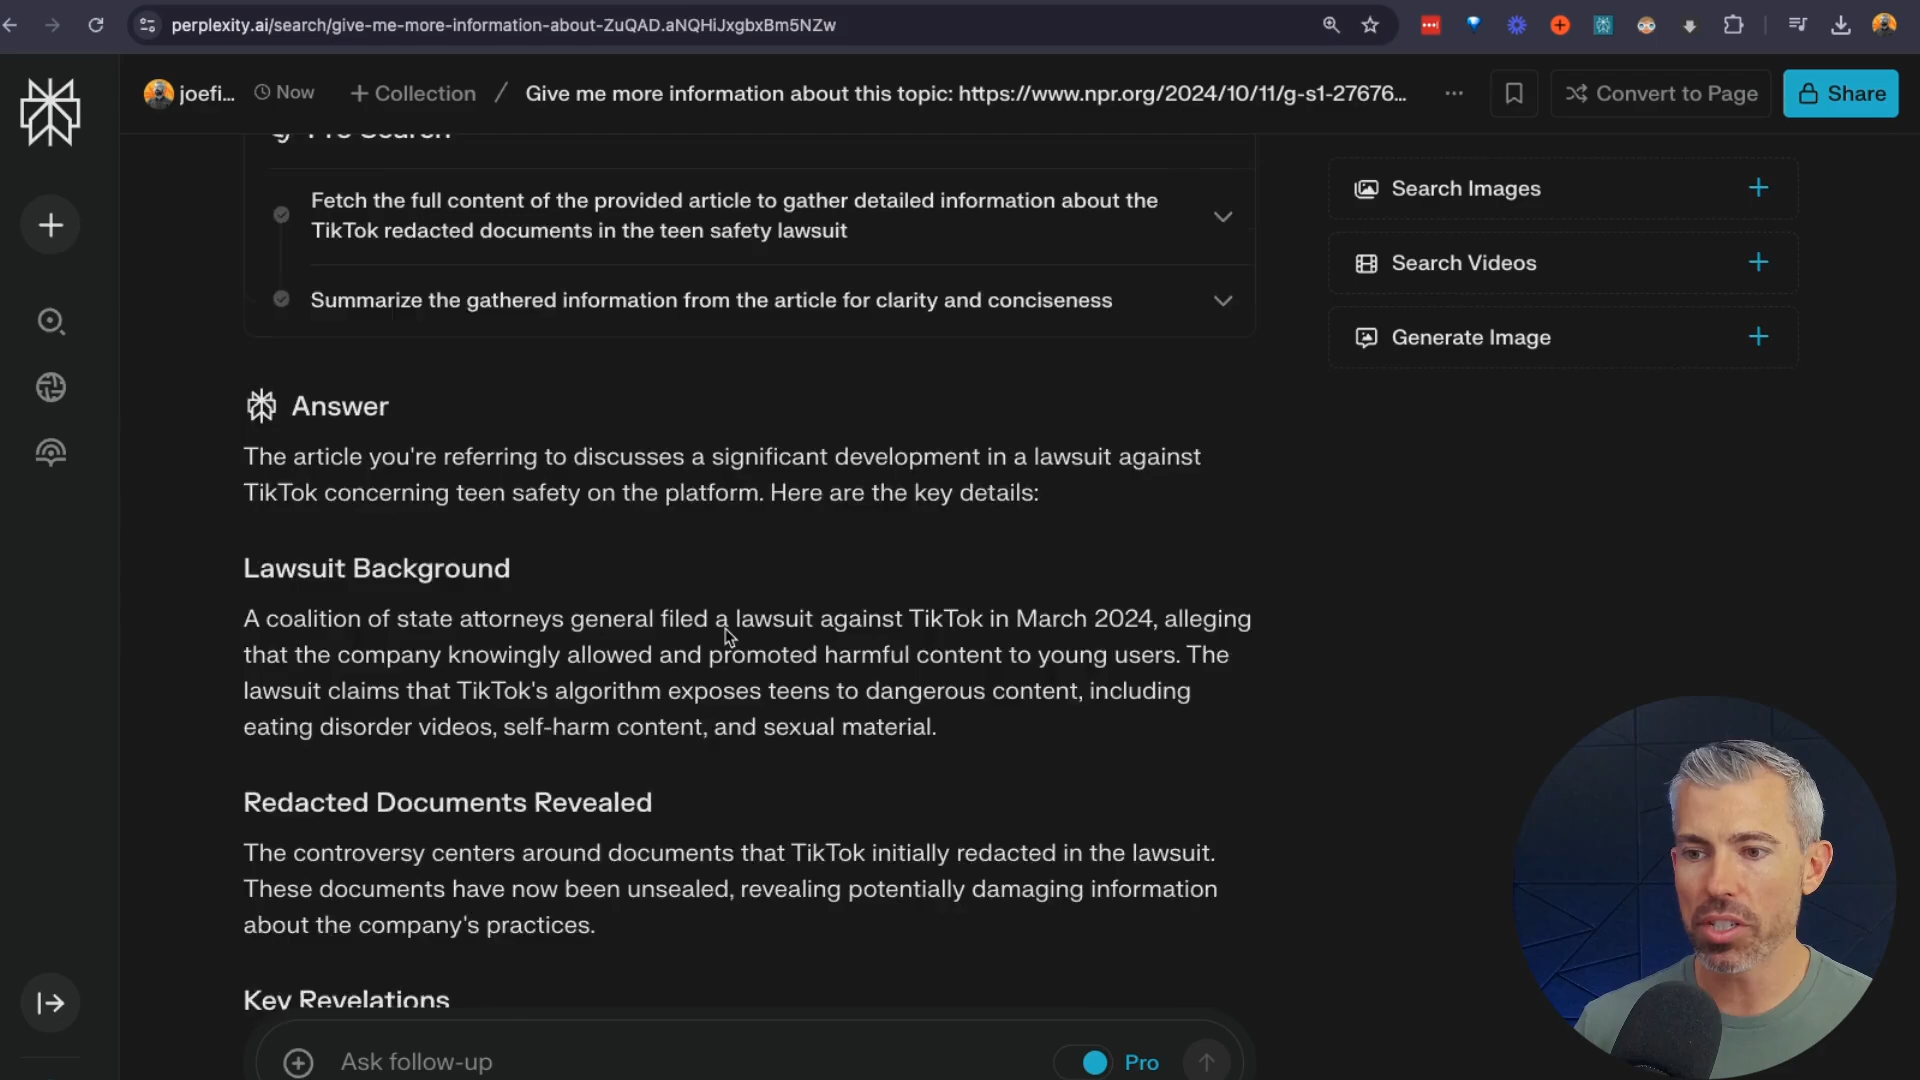 perplexity.ai/search/give-me-more-information-about-ZuQAD.aNQHiJxgbxBm5NZw
joefi...
Now
+ Collection
/
Give me more information about this topic: https://www.npr.org/2024/10/11/g-s1-27676...
Convert to Page
Share
Pro Search
Fetch the full content of the provided article to gather detailed information about the
TikTok redacted documents in the teen safety lawsuit
Summarize the gathered information from the article for clarity and conciseness
Search Images
Search Videos
Generate Image
Answer
The article you're referring to discusses a significant development in a lawsuit against
TikTok concerning teen safety on the platform. Here are the key details:
Lawsuit Background
A coalition of state attorneys general filed a lawsuit against TikTok in March 2024, alleging
that the company knowingly allowed and promoted harmful content to young users. The
lawsuit claims that TikTok's algorithm exposes teens to dangerous content, including
eating disorder videos, self-harm content, and sexual material.
Redacted Documents Revealed
The controversy centers around documents that TikTok initially redacted in the lawsuit.
These documents have now been unsealed, revealing potentially damaging information
about the company's practices.
Key Revelations
Ask follow-up
Pro